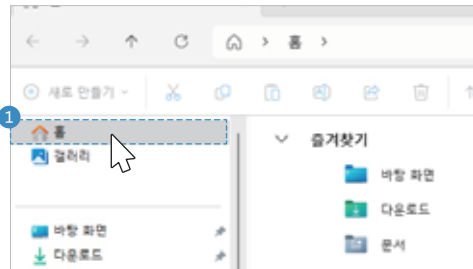 홈
새로 만들기
1
홈
갤러리
바탕 화면
다운로드
즐겨찾기
바탕 화면
다운로드
문서